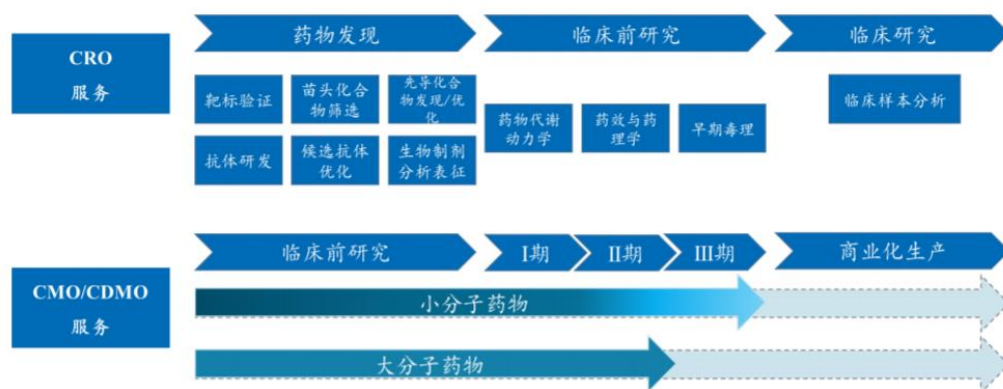 药物发现
临床前研究
临床研究
CRO
服务
靶标验证
苗头化合
物筛选
先导化合
物发现/优
化
药物代谢
动力学
药效与药
理学
早期毒理
临床样本分析
抗体研发
候选抗体
优化
生物制剂
分析表征
临床前研究
I期
II期
III期
商业化生产
CMO/CDMO
服务
小分子药物
大分子药物